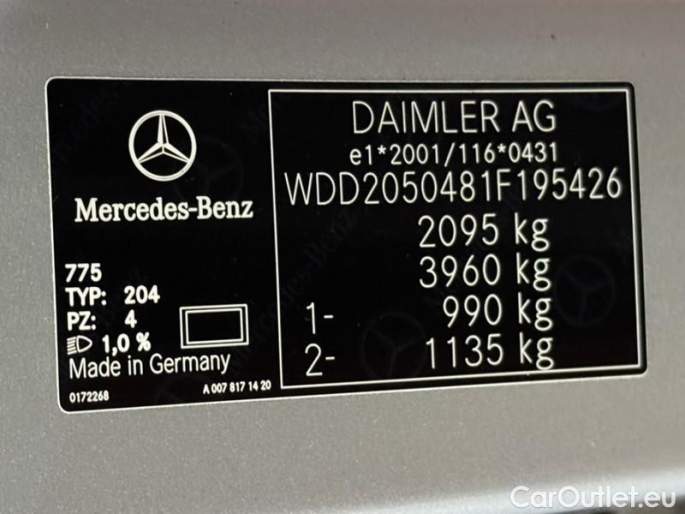 Mercedes-Benz
775
TYP: 204
PZ: 4
1,0 %
Made in Germany
0172268
A 007 817 14 20
DAIMLER AG
e1*2001/116*0431
WDD2050481F195426
2095 kg
3960 kg
1- 990 kg
2- 1135 kg
CarOutlet.eu